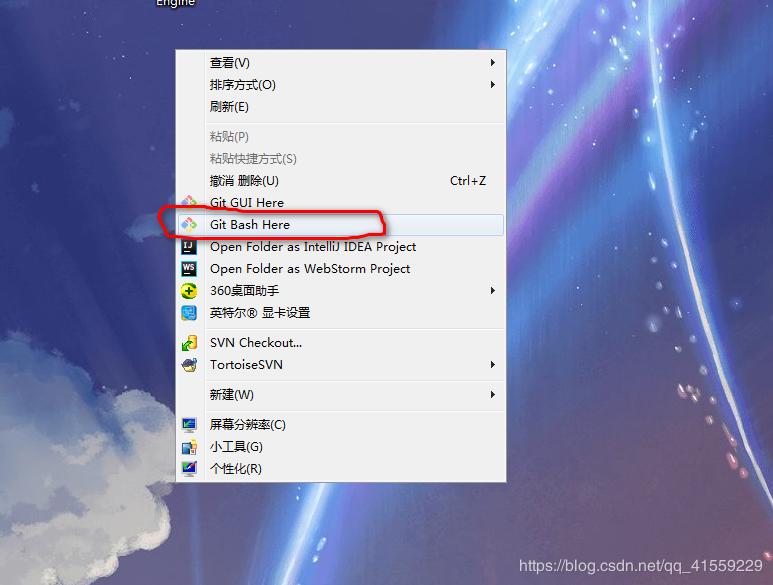 Engine
查看(V)
排序方式(O)
刷新(E)
粘贴(P)
粘贴快捷方式(S)
撤消 删除(U) Ctrl+Z
Git GUI Here
Git Bash Here
IJ Open Folder as IntelliJ IDEA Project
WS Open Folder as WebStorm Project
360桌面助手
英特尔® 显卡设置
SVN Checkout...
TortoiseSVN
新建(W)
屏幕分辨率(C)
小工具(G)
个性化(R)
https://blog.csdn.net/qq_41559229